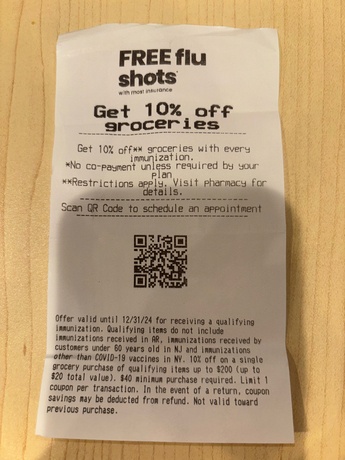 FREE flu
shots*
with most insurance
Get 10% off
groceries
Get 10% off** groceries with every
immunization.
*No co-payment unless required by your
plan
**Restrictions apply. Visit pharmacy for
details.
Scan QR Code to schedule an appointment
Offer valid until 12/31/24 for receiving a qualifying
immunization. Qualifying items do not include
immunizations received in AR, immunizations received by
customers under 60 years old in NJ and immunizations
other than COVID-19 vaccines in NY. 10% off on a single
grocery purchase of qualifying items up to $200 (up to
$20 total value). $40 minimum purchase required. Limit 1
coupon per transaction. In the event of a return, coupon
savings may be deducted from refund. Not valid toward
previous purchase.